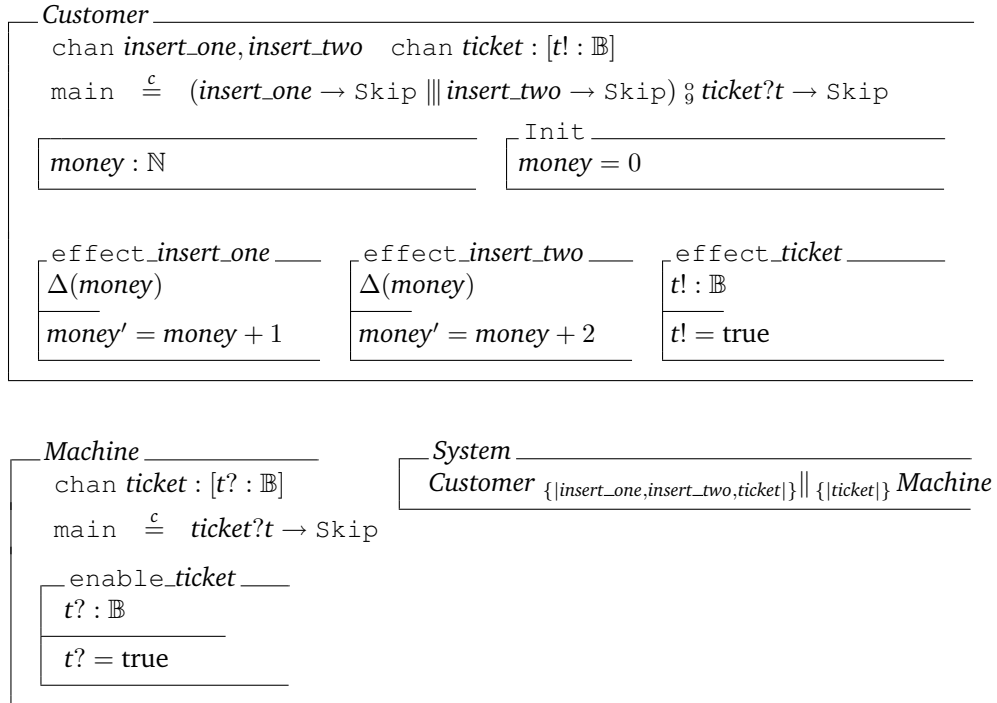 Customer
chan insert_one, insert_two chan ticket : [t! : 𝔹]
main ≙ᶜ (insert_one → Skip ||| insert_two → Skip) ⨟ ticket?t → Skip
money : ℕ
Init
money = 0
effect_insert_one
Δ(money)
money′ = money + 1
effect_insert_two
Δ(money)
money′ = money + 2
effect_ticket
t! : 𝔹
t! = true
Machine
chan ticket : [t? : 𝔹]
main =ᶜ ticket?t → Skip
enable_ticket
t? : 𝔹
t? = true
System
Customer {|insert_one,insert_two,ticket|}‖{|ticket|} Machine